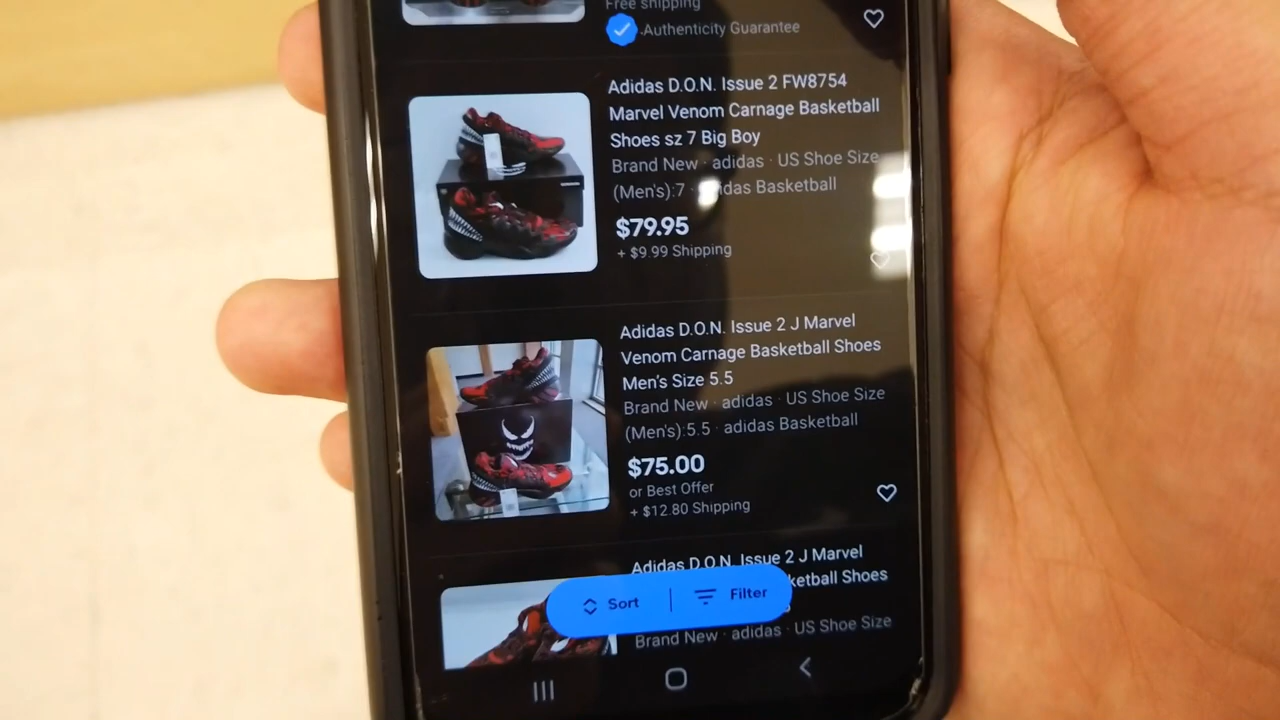 Free shipping
Authenticity Guarantee
Adidas D.O.N. Issue 2 FW8754
Marvel Venom Carnage Basketball
Shoes sz 7 Big Boy
Brand New · adidas · US Shoe Size
(Men's):7 · adidas Basketball
$79.95
+ $9.99 Shipping
Adidas D.O.N. Issue 2 J Marvel
Venom Carnage Basketball Shoes
Men's Size 5.5
Brand New · adidas · US Shoe Size
(Men's):5.5 · adidas Basketball
$75.00
or Best Offer
+ $12.80 Shipping
Adidas D.O.N. Issue 2 J Marvel
ketball Shoes
Sort
Filter
Brand New · adidas · US Shoe Size